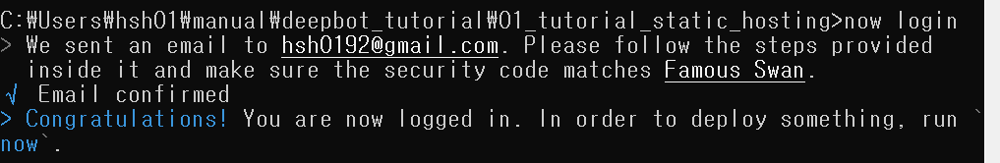 C:₩Users₩hsh01₩manual₩deepbot_tutorial₩01_tutorial_static_hosting>now login
> We sent an email to hsh0192@gmail.com. Please follow the steps provided
inside it and make sure the security code matches Famous Swan.
√ Email confirmed
> Congratulations! You are now logged in. In order to deploy something, run `
now`.